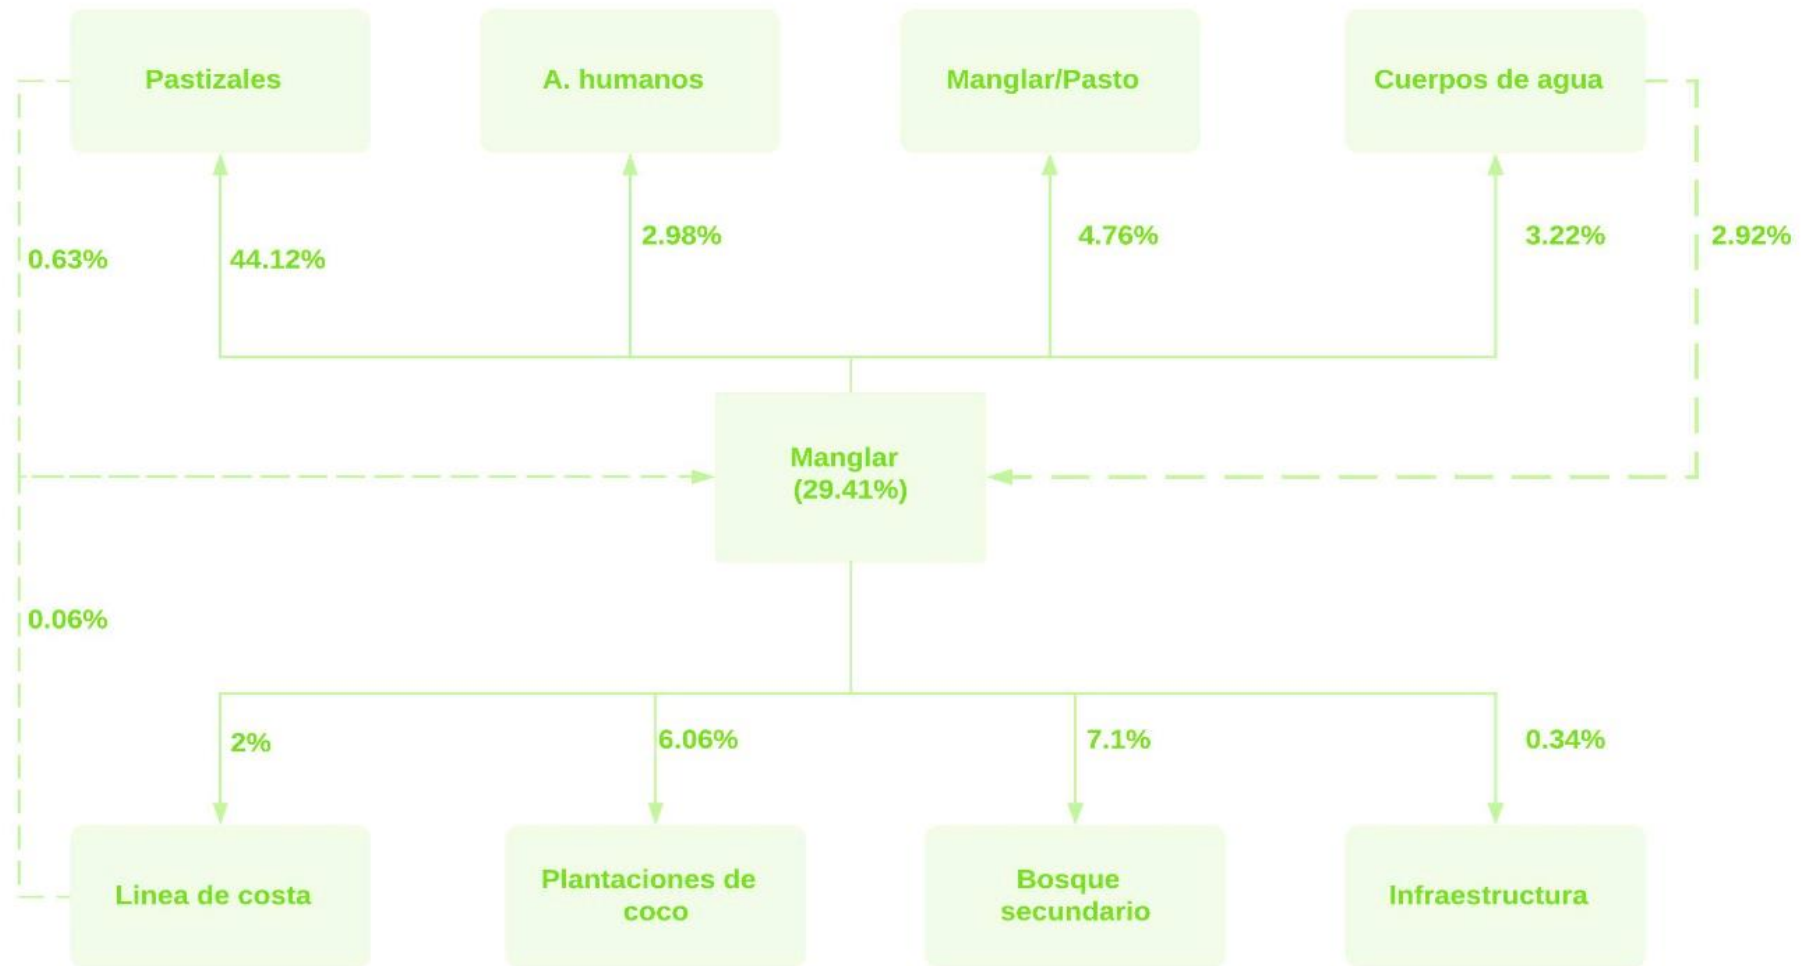 Pastizales
A. humanos
Manglar/Pasto
Cuerpos de agua
0.63%
44.12%
2.98%
4.76%
3.22%
2.92%
Manglar
(29.41%)
0.06%
2%
6.06%
7.1%
0.34%
Linea de costa
Plantaciones de
coco
Bosque
secundario
Infraestructura